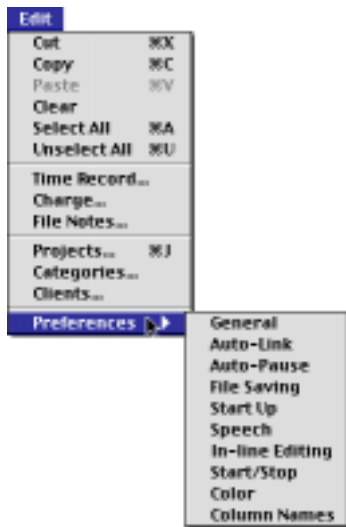 Edit
Cut ⌘X
Copy ⌘C
Paste ⌘V
Clear
Select All ⌘A
Unselect All ⌘U
Time Record...
Charge...
File Notes...
Projects... ⌘J
Categories...
Clients...
Preferences
General
Auto-Link
Auto-Pause
File Saving
Start Up
Speech
In-line Editing
Start/Stop
Color
Column Names